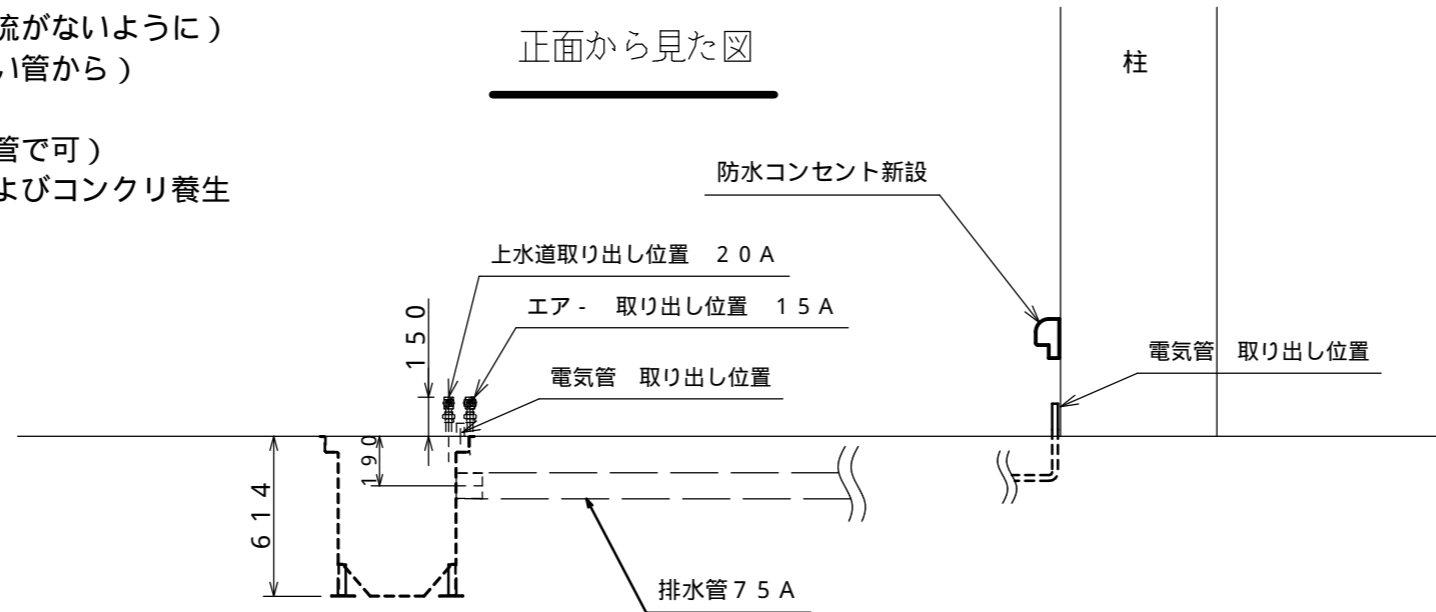 流がないように）
い管から）
管で可）
よびコンクリ養生
正面から見た図
柱
防水コンセント新設
上水道取り出し位置　２０Ａ
エア-　取り出し位置　１５Ａ
電気管　取り出し位置
電気管　取り出し位置
150
190
614
排水管７５Ａ